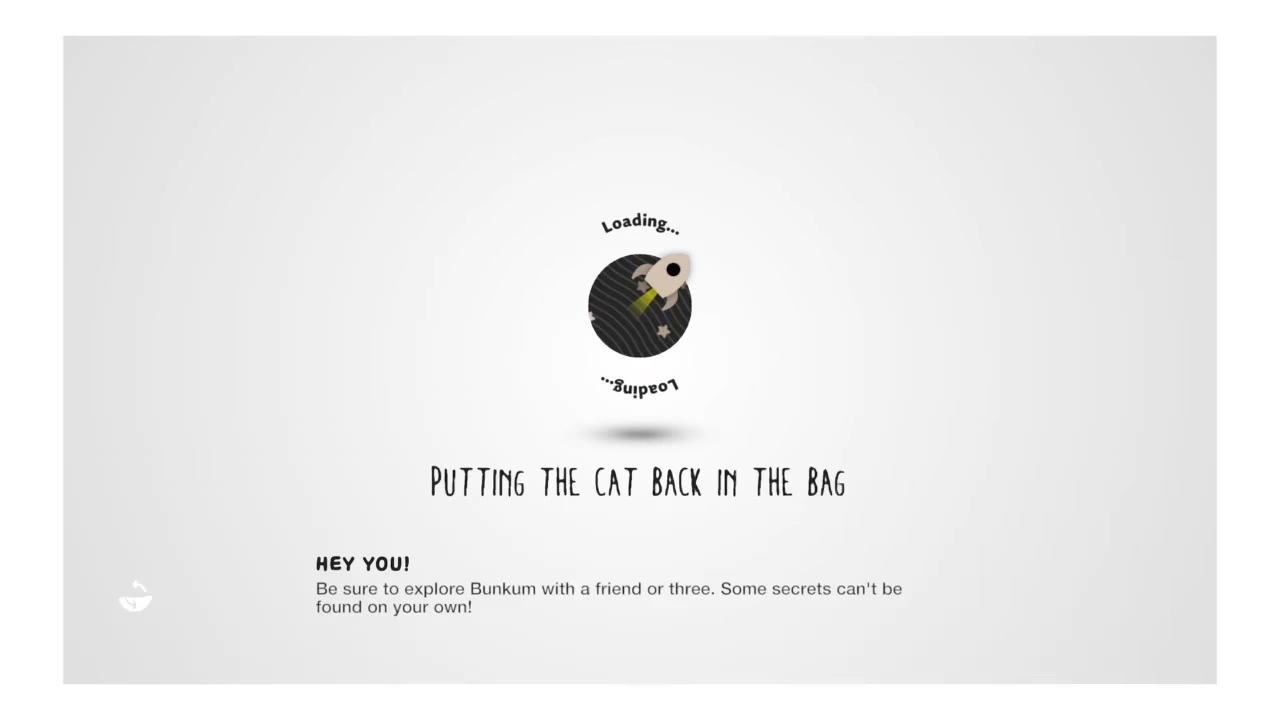 Loading...
Loading...
PUTTING THE CAT BACK IN THE BAG
HEY YOU!
Be sure to explore Bunkum with a friend or three. Some secrets can't be
found on your own!